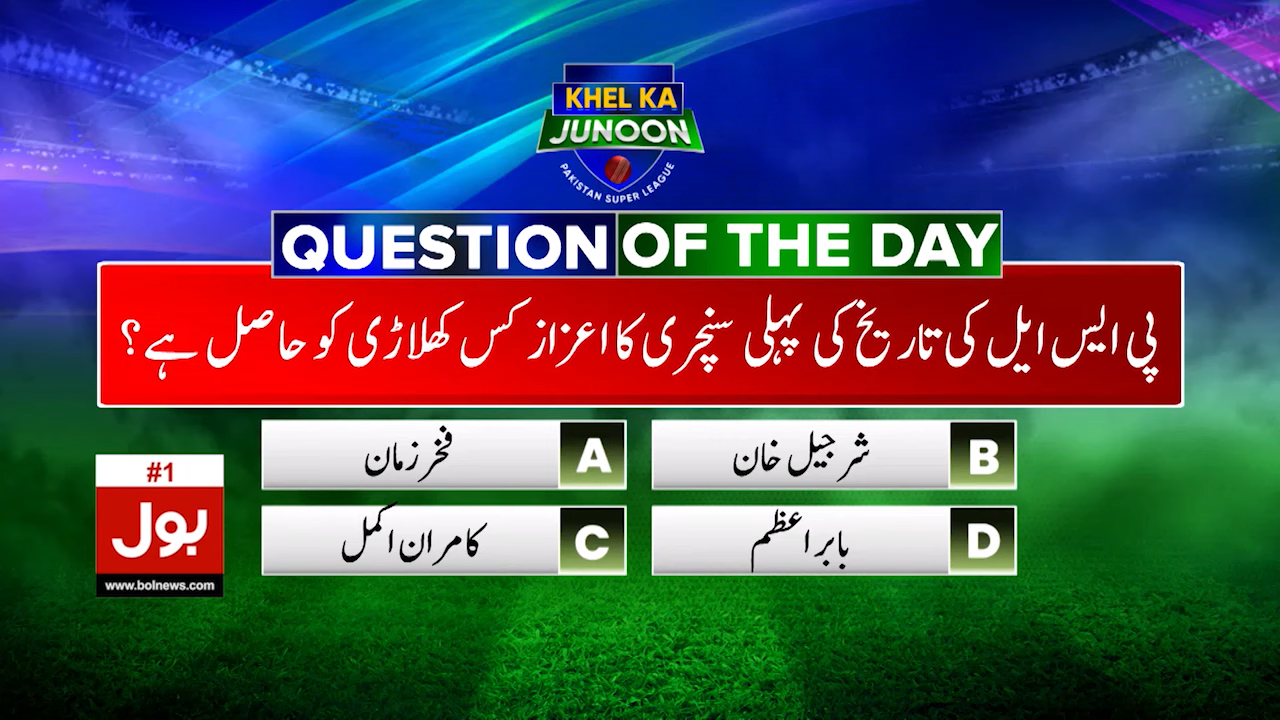 KHEL KA
JUNOON
PAKISTAN SUPER LEAGUE
QUESTION OF THE DAY
پی ایس ایل کی تاریخ کی پہلی سنچری کا اعزاز کس کھلاڑی کو حاصل ہے؟
A فخر زمان
B شرجیل خان
C کامران اکمل
D بابر اعظم
#1
بول
www.bolnews.com